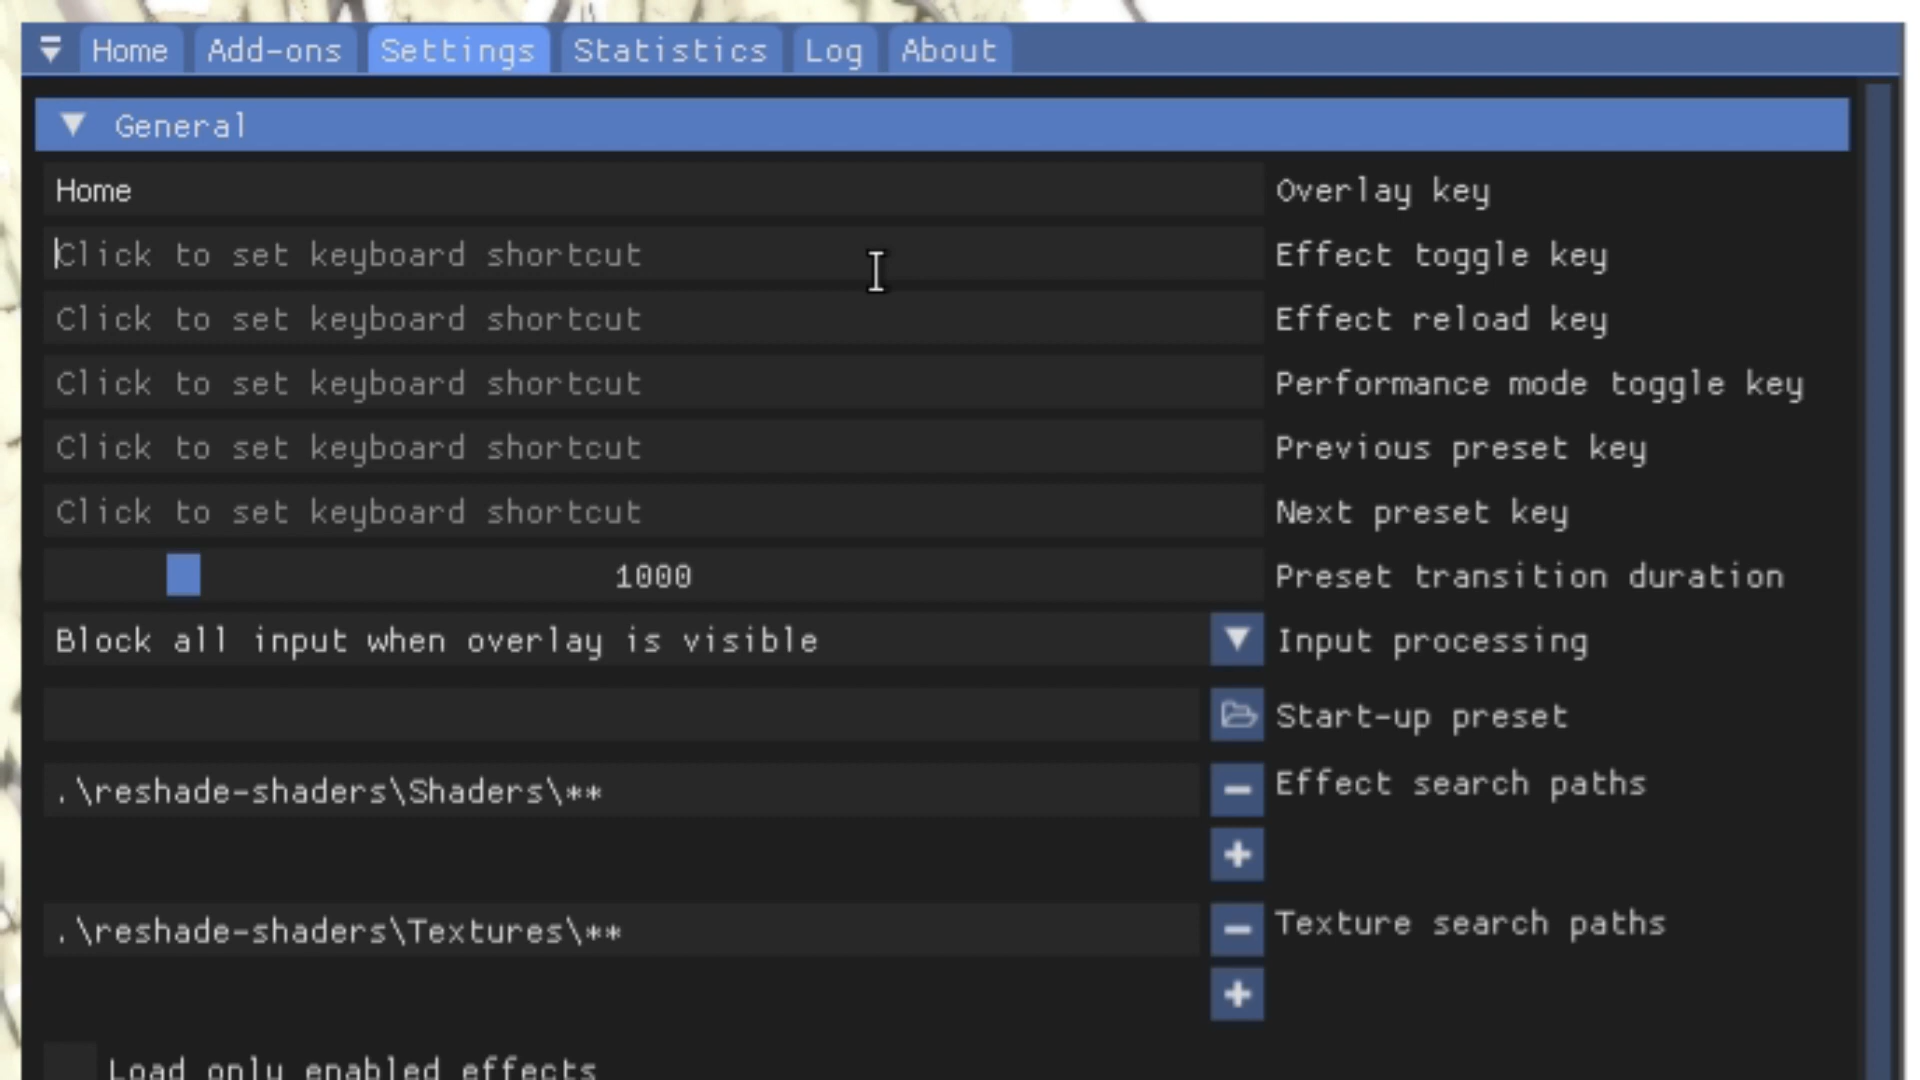 Home Add-ons Settings Statistics Log About
General
Home Overlay key
Click to set keyboard shortcut Effect toggle key
Click to set keyboard shortcut Effect reload key
Click to set keyboard shortcut Performance mode toggle key
Click to set keyboard shortcut Previous preset key
Click to set keyboard shortcut Next preset key
1000 Preset transition duration
Block all input when overlay is visible Input processing
Start-up preset
.\reshade-shaders\Shaders\** Effect search paths
.\reshade-shaders\Textures\** Texture search paths
Load only enabled effects